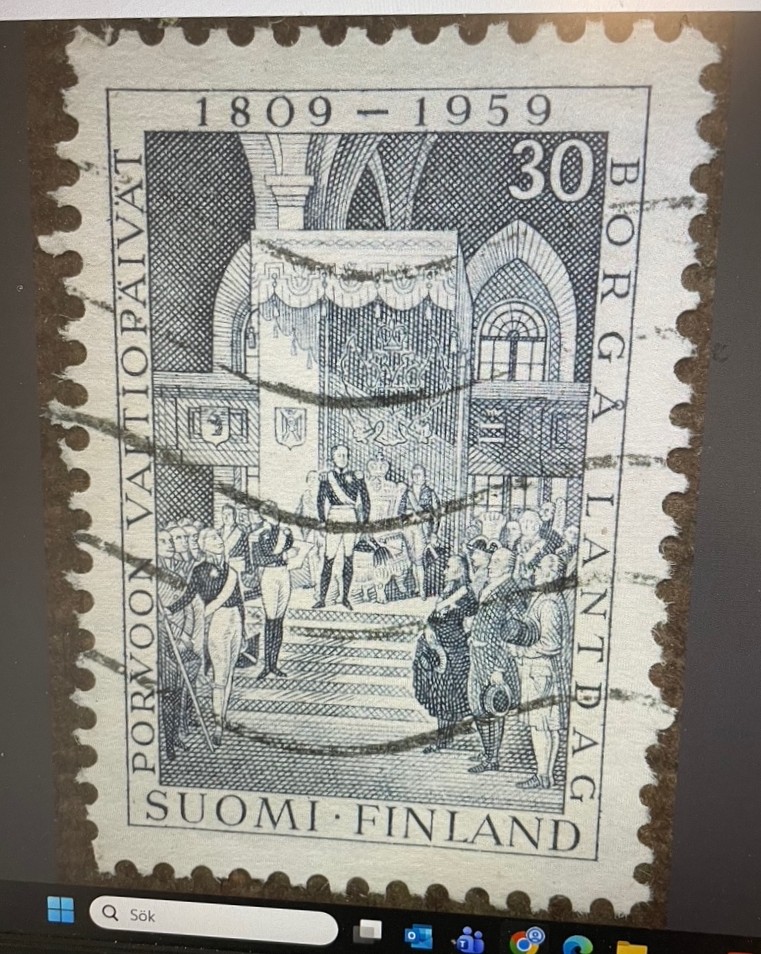 1809 – 1959
30
PORVOON VALTIOPÄIVÄT
BORGÅ LANTDAG
SUOMI · FINLAND
Sök